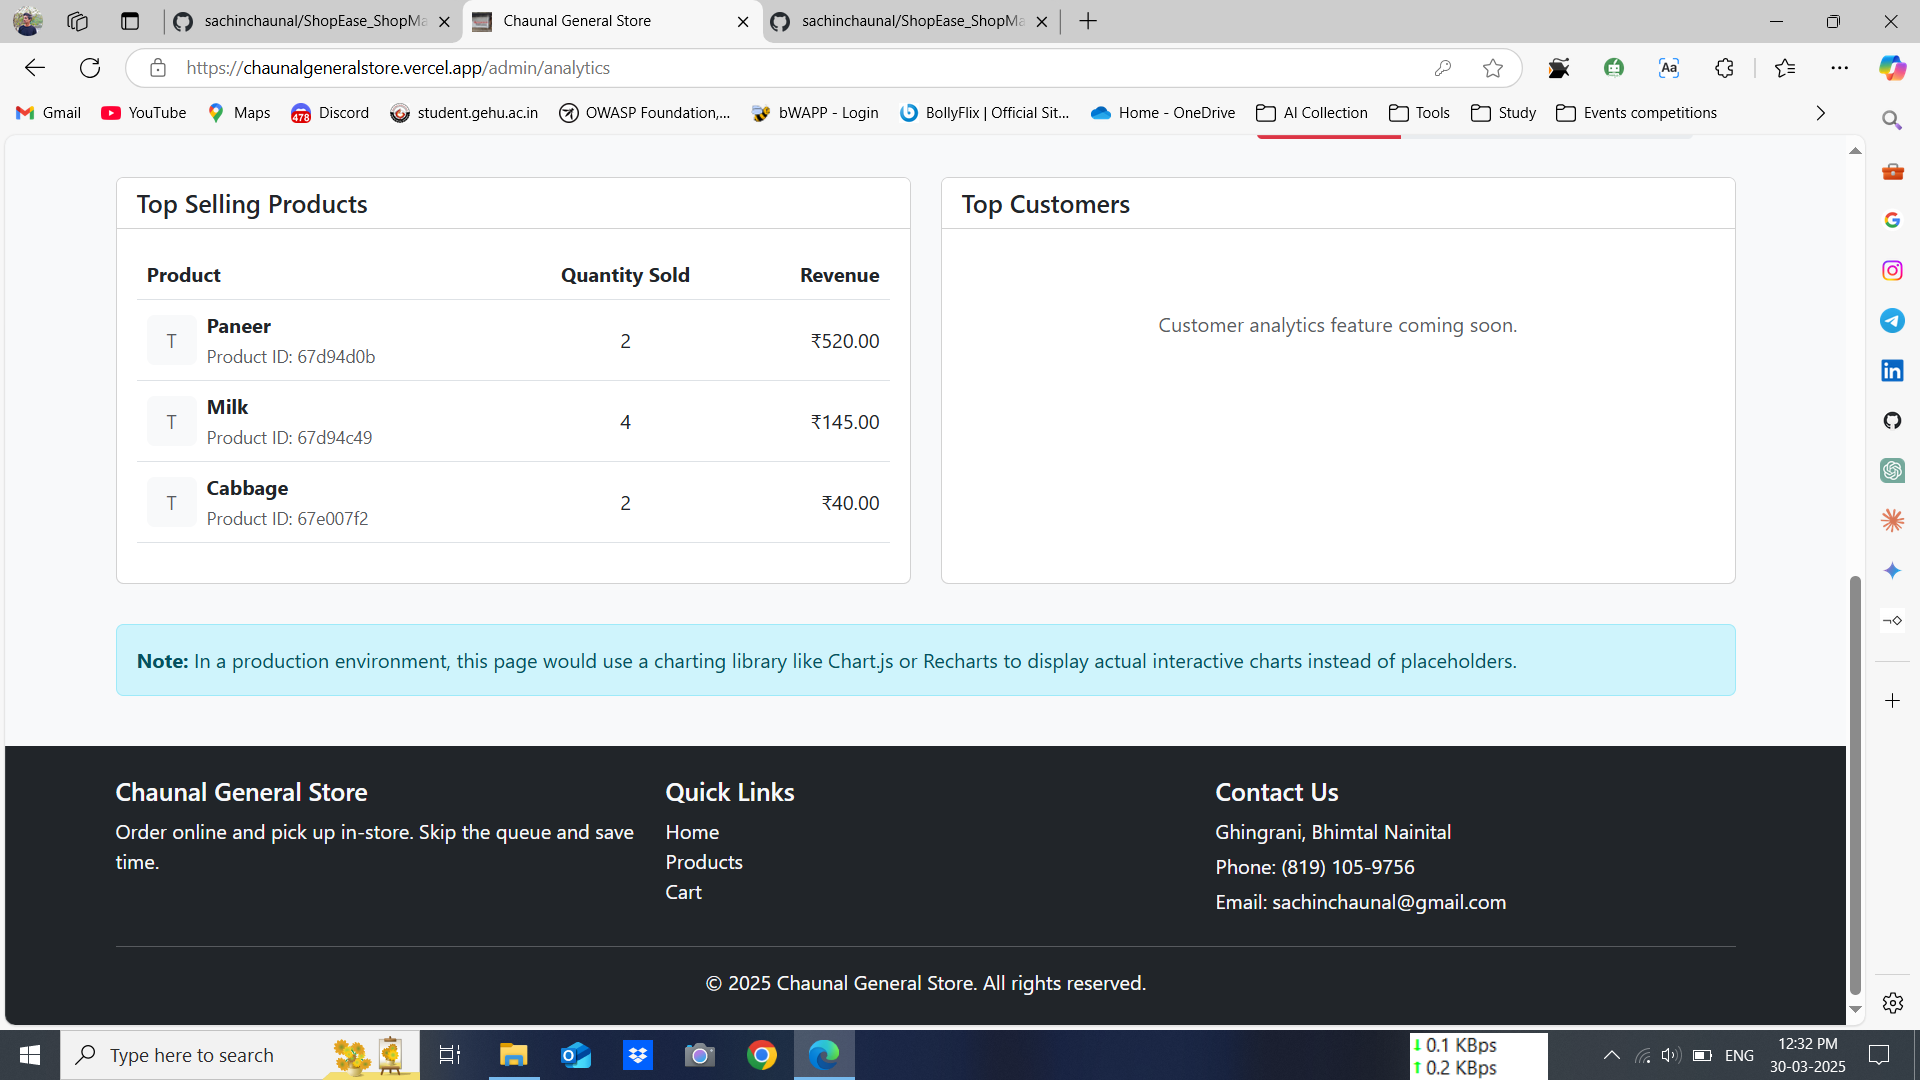 sachinchaunal/ShopEase_ShopMa
Chaunal General Store
sachinchaunal/ShopEase_ShopMa
https://chaunalgeneralstore.vercel.app/admin/analytics
Aa
Gmail
YouTube
Maps
478
Discord
student.gehu.ac.in
OWASP Foundation,...
bWAPP - Login
BollyFlix | Official Sit...
Home - OneDrive
AI Collection
Tools
Study
Events competitions
Top Selling Products
Product Quantity Sold Revenue
T Paneer 2 ₹520.00
Product ID: 67d94d0b
T Milk 4 ₹145.00
Product ID: 67d94c49
T Cabbage 2 ₹40.00
Product ID: 67e007f2
Top Customers
Customer analytics feature coming soon.
Note: In a production environment, this page would use a charting library like Chart.js or Recharts to display actual interactive charts instead of placeholders.
Chaunal General Store
Order online and pick up in-store. Skip the queue and save
time.
Quick Links
Home
Products
Cart
Contact Us
Ghingrani, Bhimtal Nainital
Phone: (819) 105-9756
Email: sachinchaunal@gmail.com
© 2025 Chaunal General Store. All rights reserved.
Type here to search
0.1 KBps
0.2 KBps
ENG
12:32 PM
30-03-2025